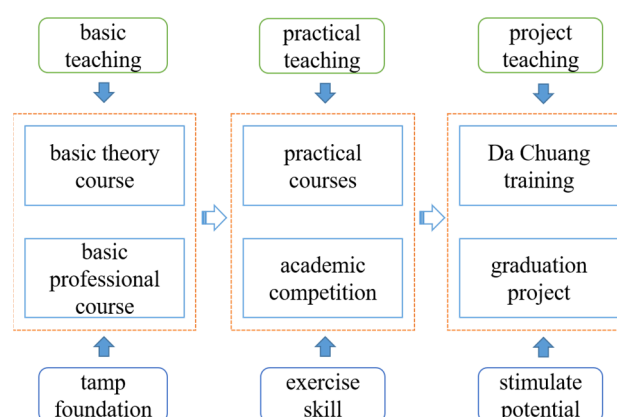 basic
teaching
practical
teaching
project
teaching
basic theory
course
practical
courses
Da Chuang
training
basic
professional
course
academic
competition
graduation
project
tamp
foundation
exercise
skill
stimulate
potential